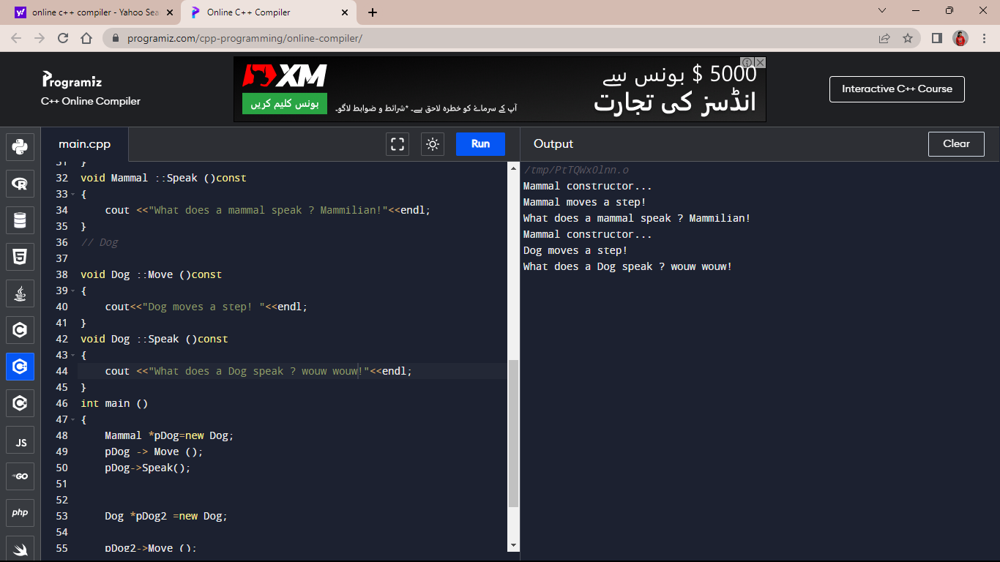 online c++ compiler - Yahoo Sea
Online C++ Compiler
programiz.com/cpp-programming/online-compiler/
Programiz
C++ Online Compiler
XM
بونس کلیم کریں
$ 5000 بونس سے
انڈسز کی تجارت
آپ کے سرمائے کو خطرہ لاحق ہے۔ *شرائط و ضوابط لاگو۔
Interactive C++ Course
main.cpp
Run
Output
Clear
31 }
32 void Mammal ::Speak ()const
33 {
34 cout <<"What does a mammal speak ? Mammilian!"<<endl;
35 }
36 // Dog
37
38 void Dog ::Move ()const
39 {
40 cout<<"Dog moves a step! "<<endl;
41 }
42 void Dog ::Speak ()const
43 {
44 cout <<"What does a Dog speak ? wouw wouw!"<<endl;
45 }
46 int main ()
47 {
48 Mammal *pDog=new Dog;
49 pDog -> Move ();
50 pDog->Speak();
51
52
53 Dog *pDog2 =new Dog;
54
55 pDog2->Move ();
/tmp/PtTQWxOlnn.o
Mammal constructor...
Mammal moves a step!
What does a mammal speak ? Mammilian!
Mammal constructor...
Dog moves a step!
What does a Dog speak ? wouw wouw!
R
5
C
C
C
JS
GO
php